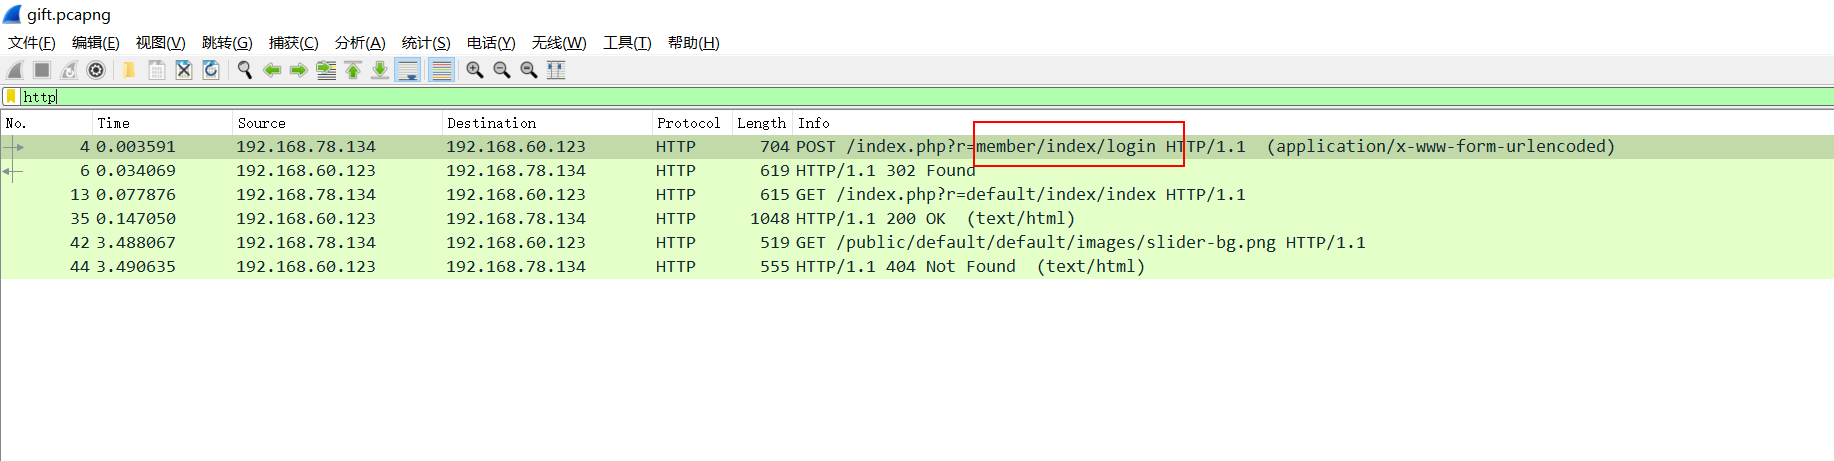 gift.pcapng
文件(F) 编辑(E) 视图(V) 跳转(G) 捕获(C) 分析(A) 统计(S) 电话(Y) 无线(W) 工具(T) 帮助(H)
http
No. Time Source Destination Protocol Length Info
4 0.003591 192.168.78.134 192.168.60.123 HTTP 704 POST /index.php?r=member/index/login HTTP/1.1 (application/x-www-form-urlencoded)
6 0.034069 192.168.60.123 192.168.78.134 HTTP 619 HTTP/1.1 302 Found
13 0.077876 192.168.78.134 192.168.60.123 HTTP 615 GET /index.php?r=default/index/index HTTP/1.1
35 0.147050 192.168.60.123 192.168.78.134 HTTP 1048 HTTP/1.1 200 OK (text/html)
42 3.488067 192.168.78.134 192.168.60.123 HTTP 519 GET /public/default/default/images/slider-bg.png HTTP/1.1
44 3.490635 192.168.60.123 192.168.78.134 HTTP 555 HTTP/1.1 404 Not Found (text/html)